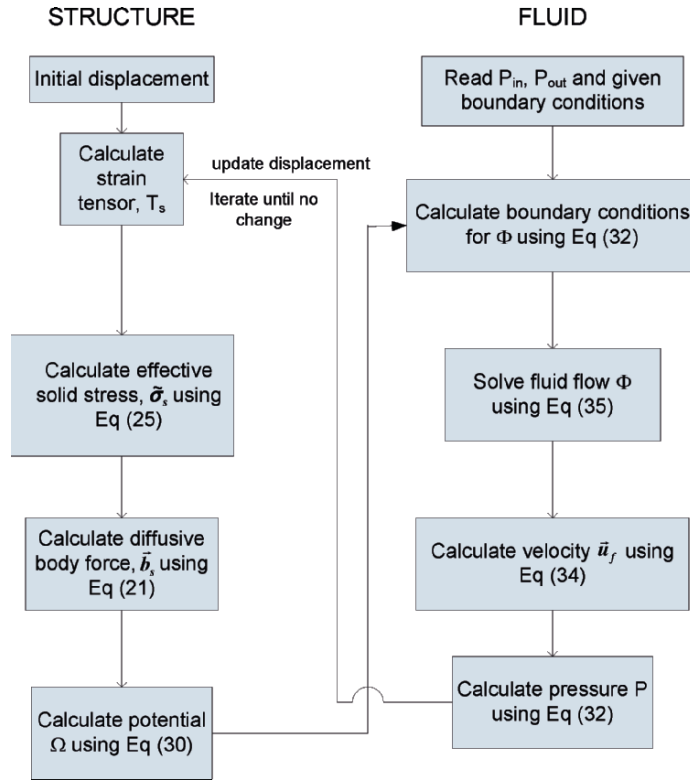 STRUCTURE
Initial displacement
Calculate
strain
tensor, Tₛ
Calculate effective
solid stress, σ̃ₛ using
Eq (25)
Calculate diffusive
body force, b⃗ₛ using
Eq (21)
Calculate potential
Ω using Eq (30)
update displacement
Iterate until no
change
FLUID
Read Pᵢₙ, Pₒᵤₜ and given
boundary conditions
Calculate boundary conditions
for Φ using Eq (32)
Solve fluid flow Φ
using Eq (35)
Calculate velocity u⃗_f using
Eq (34)
Calculate pressure P
using Eq (32)